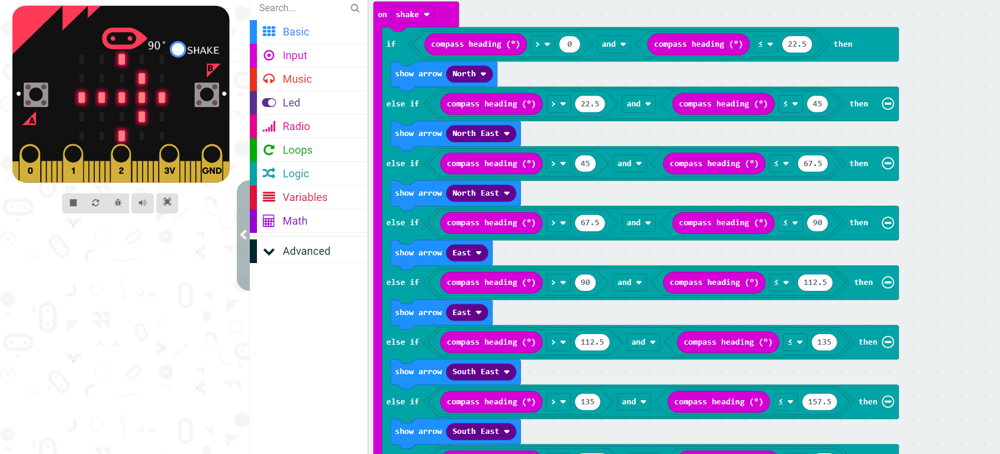 90°
SHAKE
B
A
0 1 2 3V GND
Search...
Basic
Input
Music
Led
Radio
Loops
Logic
Variables
Math
Advanced
on shake
if compass heading (°) > 0 and compass heading (°) ≤ 22.5 then
show arrow North
else if compass heading (°) > 22.5 and compass heading (°) ≤ 45 then
show arrow North East
else if compass heading (°) > 45 and compass heading (°) ≤ 67.5 then
show arrow North East
else if compass heading (°) > 67.5 and compass heading (°) ≤ 90 then
show arrow East
else if compass heading (°) > 90 and compass heading (°) ≤ 112.5 then
show arrow East
else if compass heading (°) > 112.5 and compass heading (°) ≤ 135 then
show arrow South East
else if compass heading (°) > 135 and compass heading (°) ≤ 157.5 then
show arrow South East